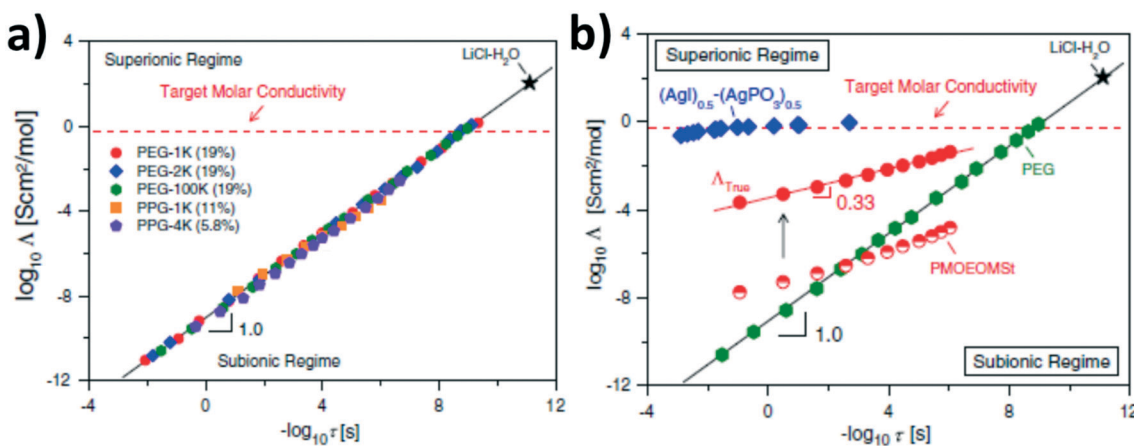 a)
Superionic Regime
LiCl-H₂O
Target Molar Conductivity
PEG-1K (19%)
PEG-2K (19%)
PEG-100K (19%)
PPG-1K (11%)
PPG-4K (5.8%)
1.0
Subionic Regime
log₁₀ Λ [Scm²/mol]
4
0
-4
-8
-12
-4
0
4
8
12
-log₁₀τ [s]
b)
Superionic Regime
LiCl-H₂O
Target Molar Conductivity
(AgI)₀.₅-(AgPO₃)₀.₅
PEG
Λ_True
0.33
PMOEOMSt
1.0
Subionic Regime
log₁₀ Λ [Scm²/mol]
4
0
-4
-8
-12
-4
0
4
8
12
-log₁₀τ [s]